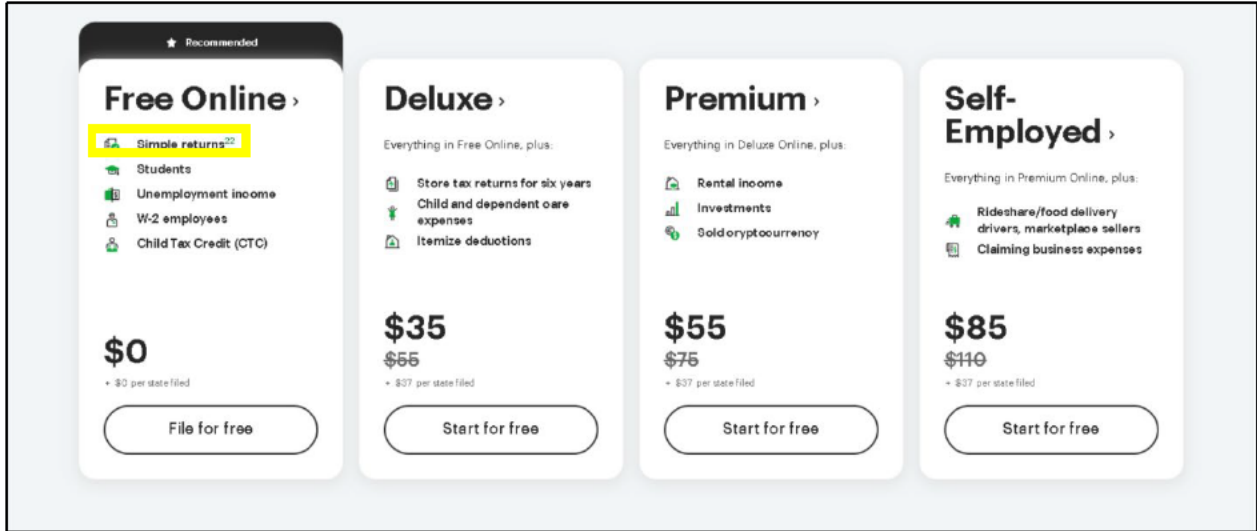 Recommended
Free Online ›
Simple returns22
Students
Unemployment income
W-2 employees
Child Tax Credit (CTC)
$0
+ $0 per state filed
File for free
Deluxe ›
Everything in Free Online, plus:
Store tax returns for six years
Child and dependent care
expenses
Itemize deductions
$35
$55
+ $37 per state filed
Start for free
Premium ›
Everything in Deluxe Online, plus:
Rental income
Investments
Sold cryptocurrency
$55
$75
+ $37 per state filed
Start for free
Self-
Employed ›
Everything in Premium Online, plus:
Rideshare/food delivery
drivers, marketplace sellers
Claiming business expenses
$85
$110
+ $37 per state filed
Start for free